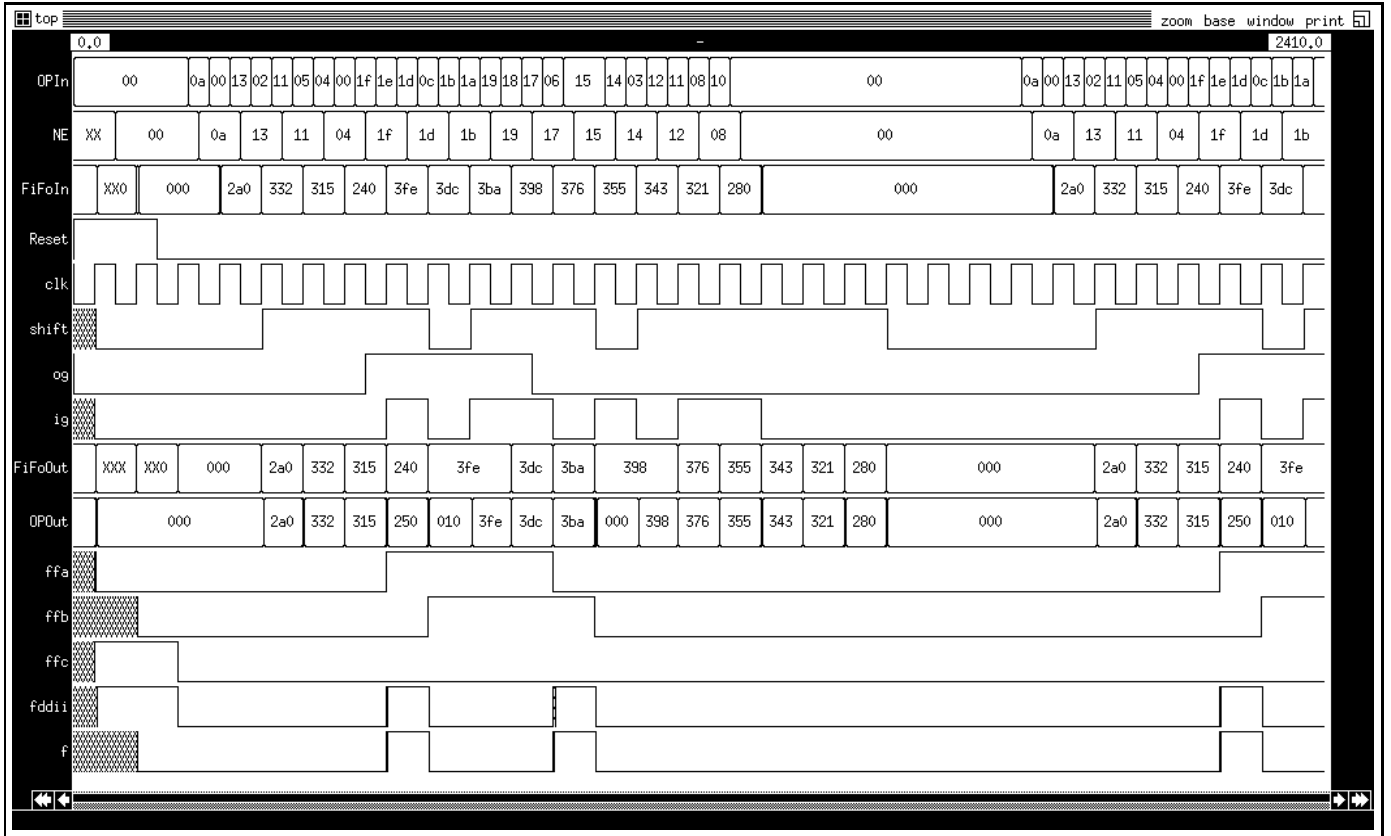 top zoom base window print
0.0 - 2410.0
OPIn 00 0a 00 13 02 11 05 04 00 1f 1e 1d 0c 1b 1a 19 18 17 06 15 14 03 12 11 08 10 00 0a 00 13 02 11 05 04 00 1f 1e 1d 0c 1b 1a
NE XX 00 0a 13 11 04 1f 1d 1b 19 17 15 14 12 08 00 0a 13 11 04 1f 1d 1b
FiFoIn XX0 000 2a0 332 315 240 3fe 3dc 3ba 398 376 355 343 321 280 000 2a0 332 315 240 3fe 3dc
Reset
clk
shift
og
ig
FiFoOut XXX XX0 000 2a0 332 315 240 3fe 3dc 3ba 398 376 355 343 321 280 000 2a0 332 315 240 3fe
OPOut 000 2a0 332 315 250 010 3fe 3dc 3ba 000 398 376 355 343 321 280 000 2a0 332 315 250 010
ffa
ffb
ffc
fddii
f